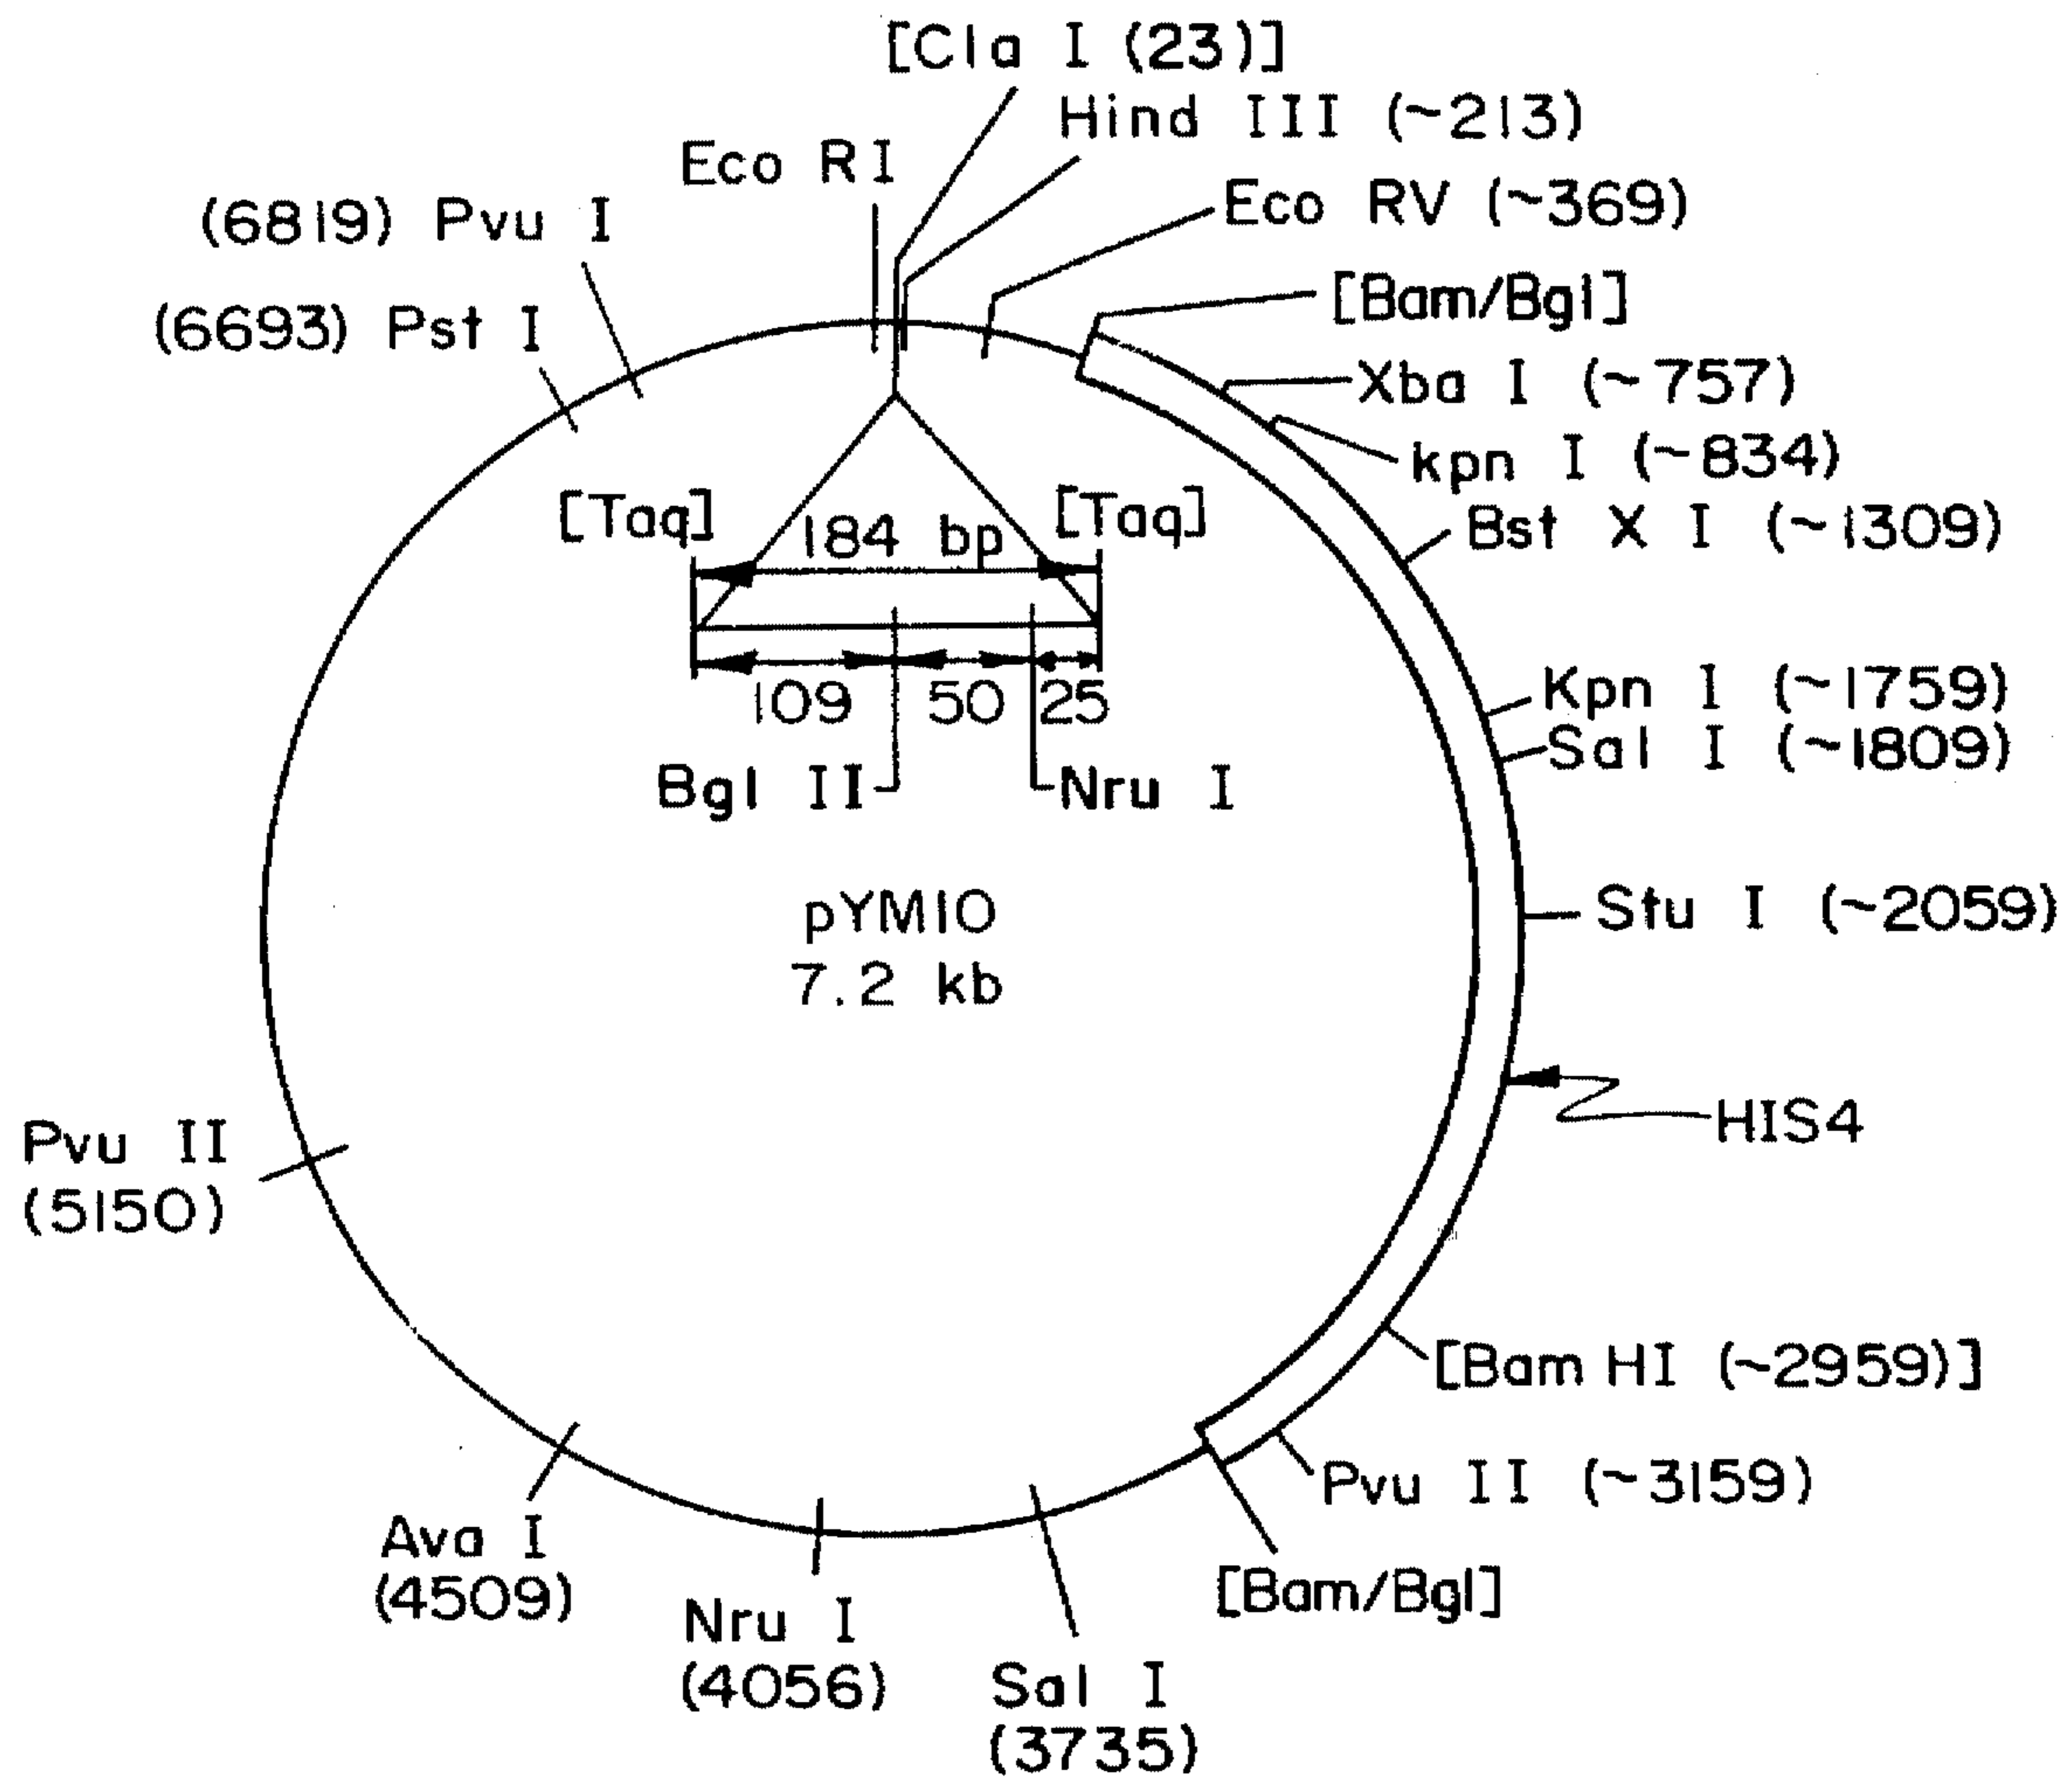 [Cla I (23)]
Hind III (~213)
Eco RI
Eco RV (~369)
(6819) Pvu I
[Bam/Bgl]
(6693) Pst I
Xba I (~757)
kpn I (~834)
[Taq]
184 bp
[Taq]
Bst X I (~1309)
109
50
25
Kpn I (~1759)
Sal I (~1809)
Bgl II
Nru I
pYM10
7.2 kb
Stu I (~2059)
HIS4
Pvu II
(5150)
[Bam HI (~2959)]
Pvu II (~3159)
Ava I
(4509)
[Bam/Bgl]
Nru I
(4056)
Sal I
(3735)